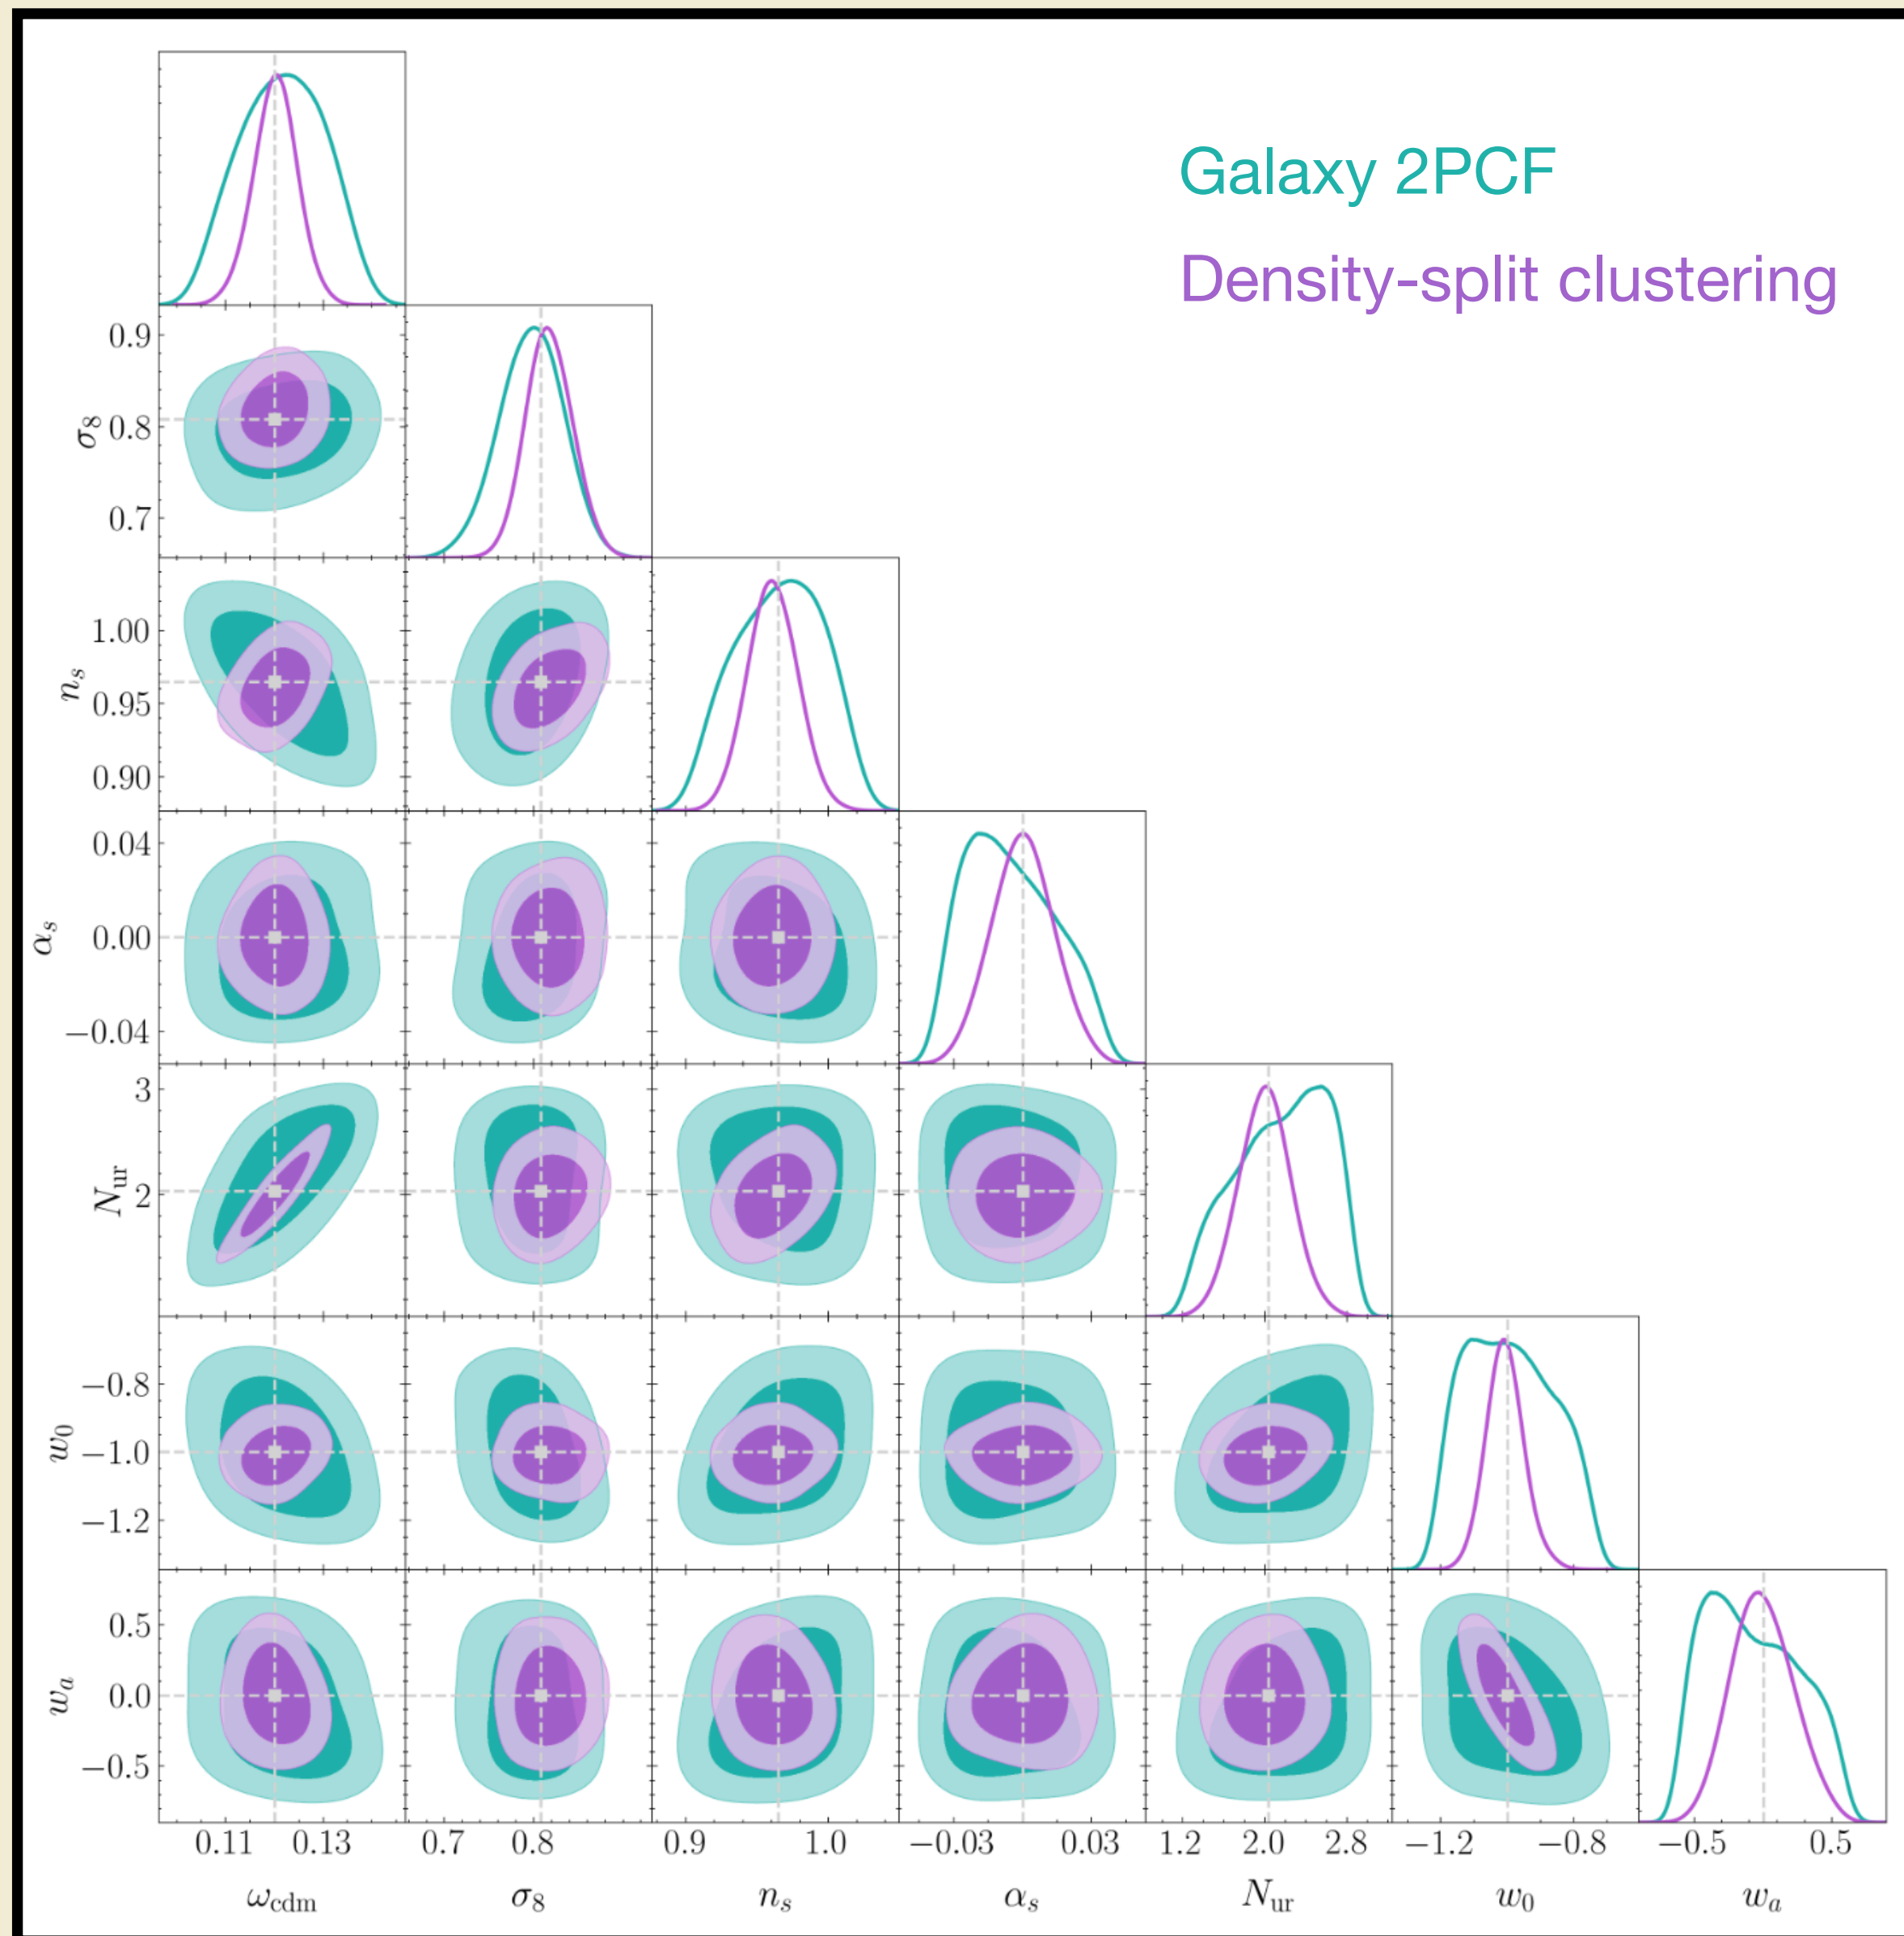 Galaxy 2PCF
Density-split clustering
0.9
σ8 0.8
0.7
1.00
ns 0.95
0.90
0.04
αs 0.00
−0.04
3
Nur 2
−0.8
w0 −1.0
−1.2
0.5
wa 0.0
−0.5
0.11 0.13 0.7 0.8 0.9 1.0 −0.03 0.03 1.2 2.0 2.8 −1.2 −0.8 −0.5 0.5
ωcdm σ8 ns αs Nur w0 wa